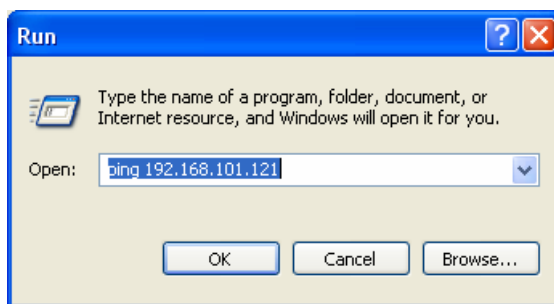 Run
Type the name of a program, folder, document, or
Internet resource, and Windows will open it for you.
Open:
ping 192.168.101.121
OK
Cancel
Browse...